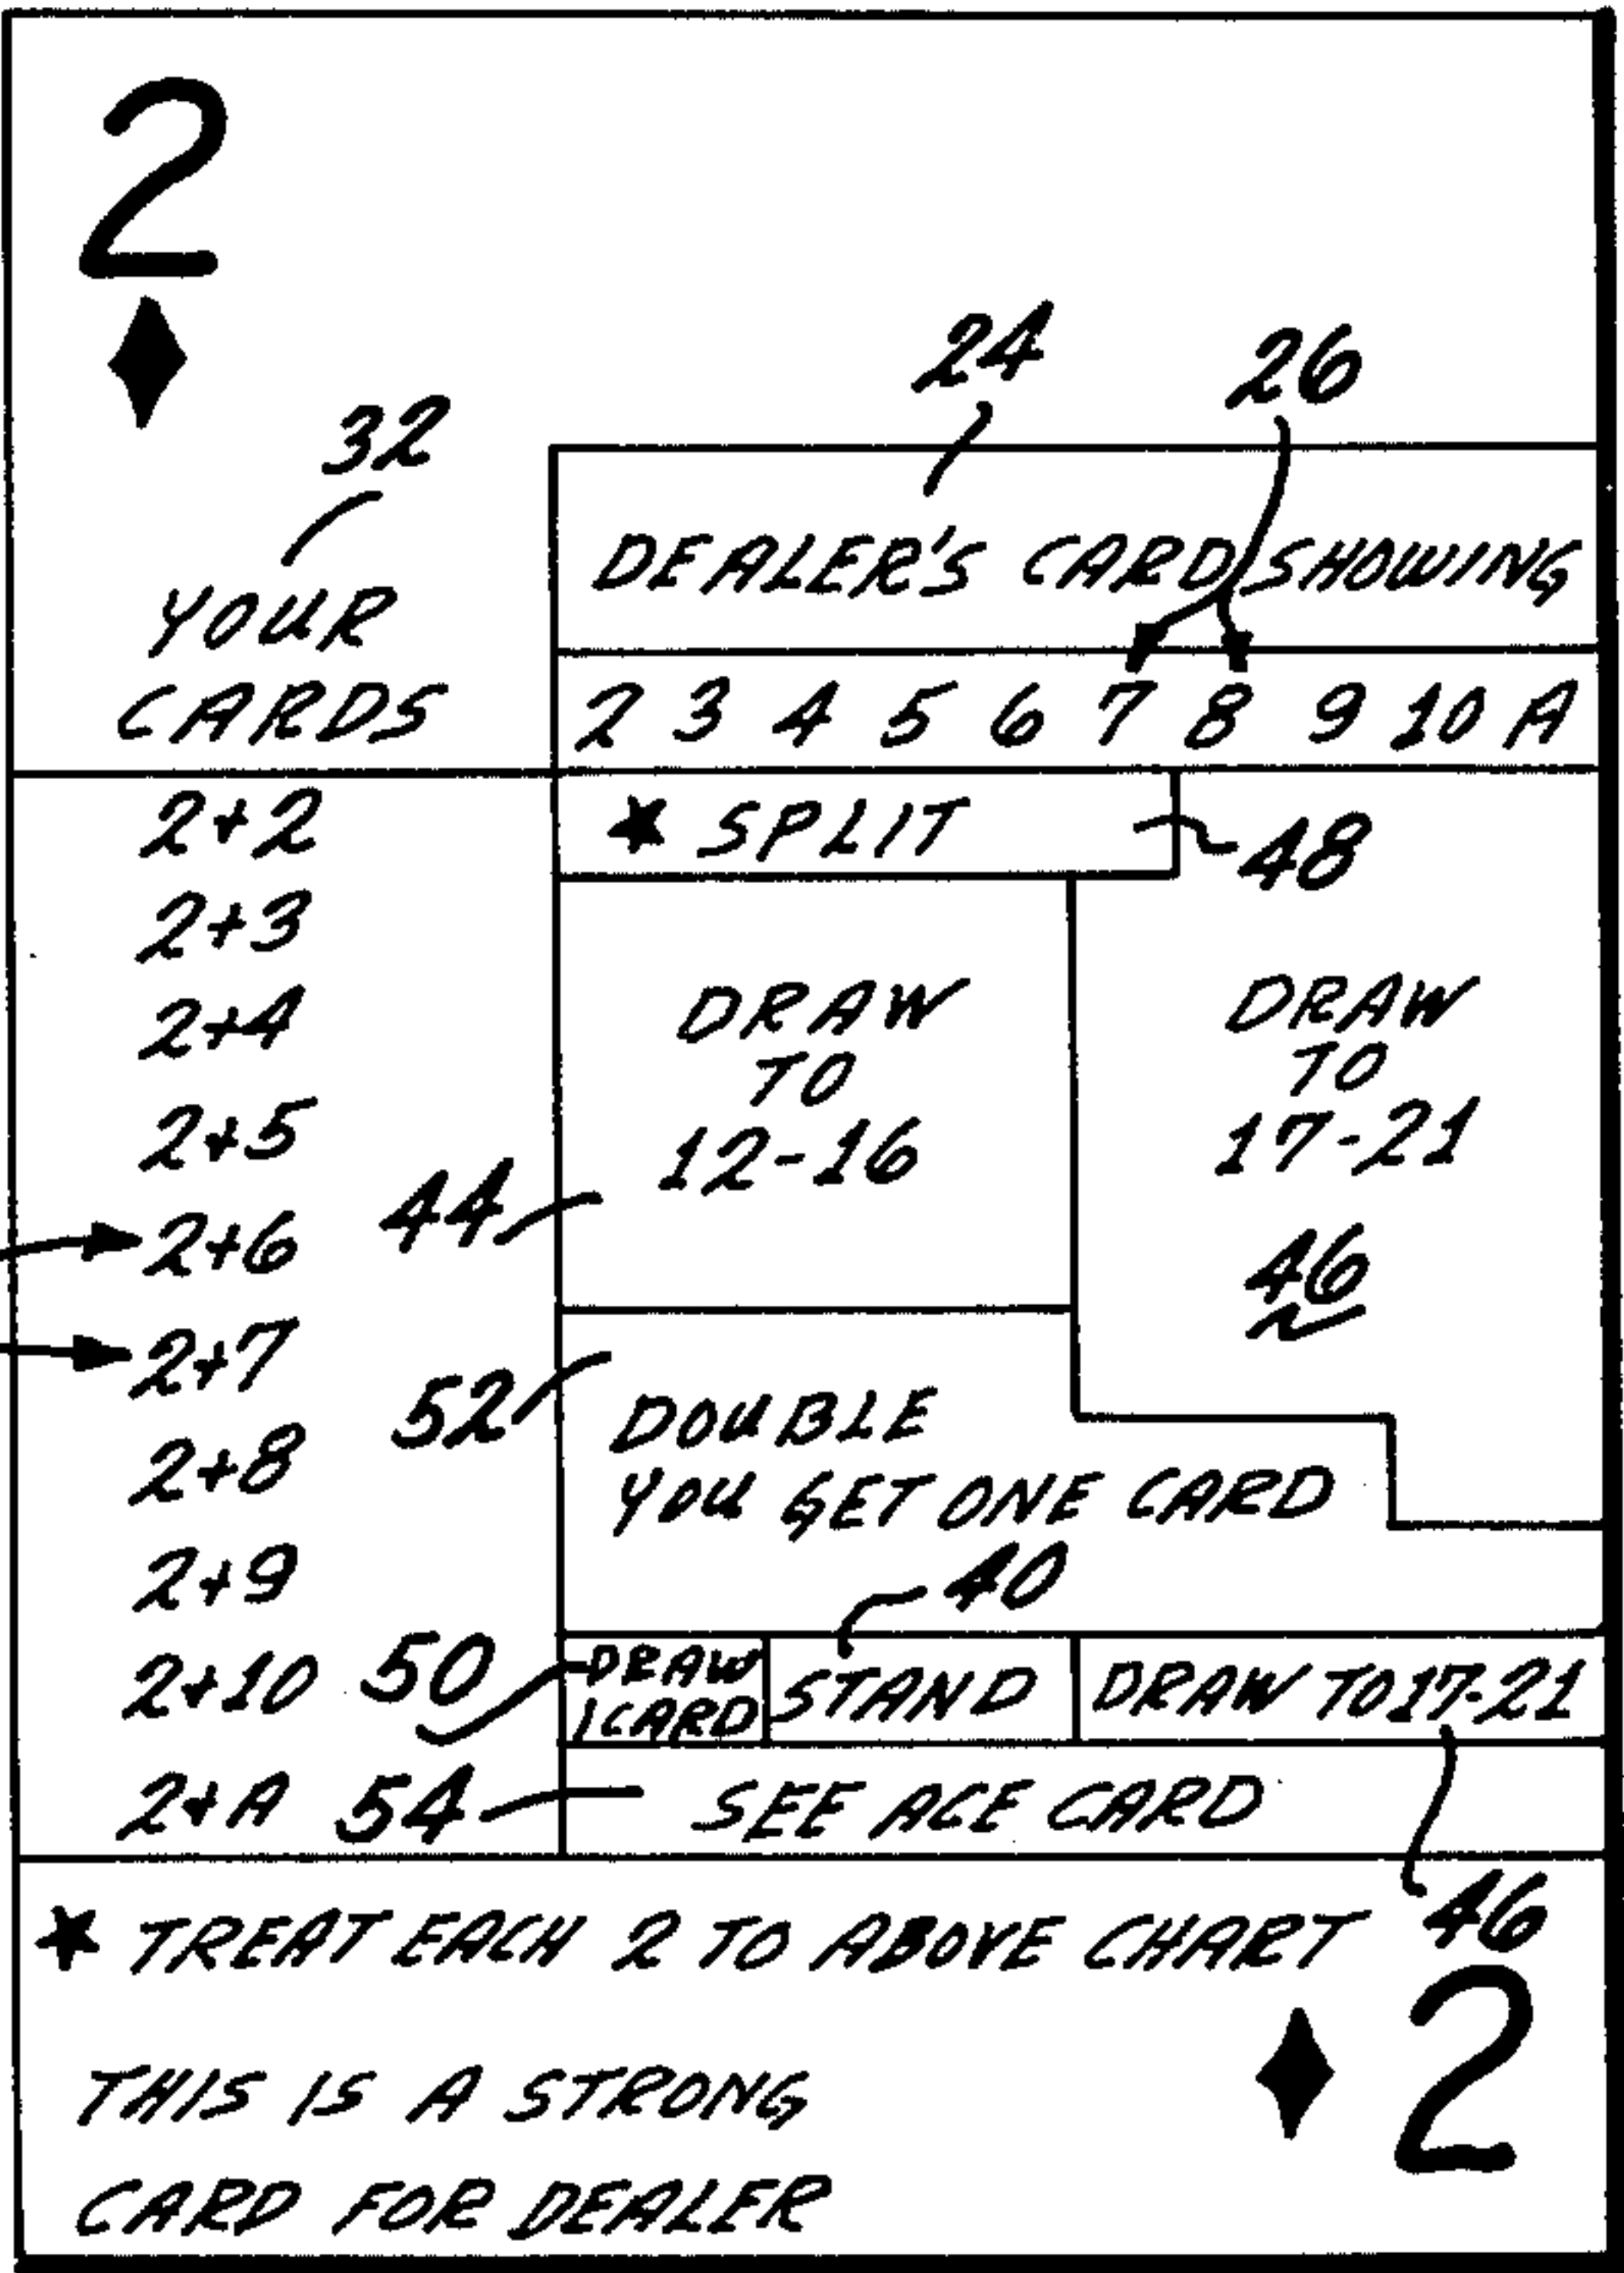 2
24
26
32
DEALER'S CARD SHOWING
YOUR
CARDS
2 3 4 5 6 7 8 9 10 A
2+2
★ SPLIT
48
2+3
2+4
2+5
DRAW
TO
12-16
DRAW
TO
17-21
44
46
2+6
2+7
52
DOUBLE
YOU GET ONE CARD
2+8
2+9
40
2+10
50
DRAW
1 CARD
STAND
DRAW TO 17-21
2+A
54
SEE ACE CARD
46
★ TREAT EACH 2 TO ABOVE CHART
THIS IS A STRONG
CARD FOR DEALER
2